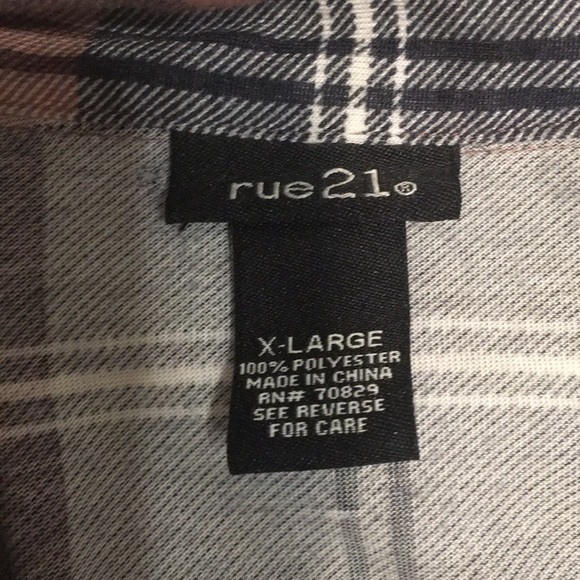 rue21®
X-LARGE
100% POLYESTER
MADE IN CHINA
RN# 70829
SEE REVERSE
FOR CARE